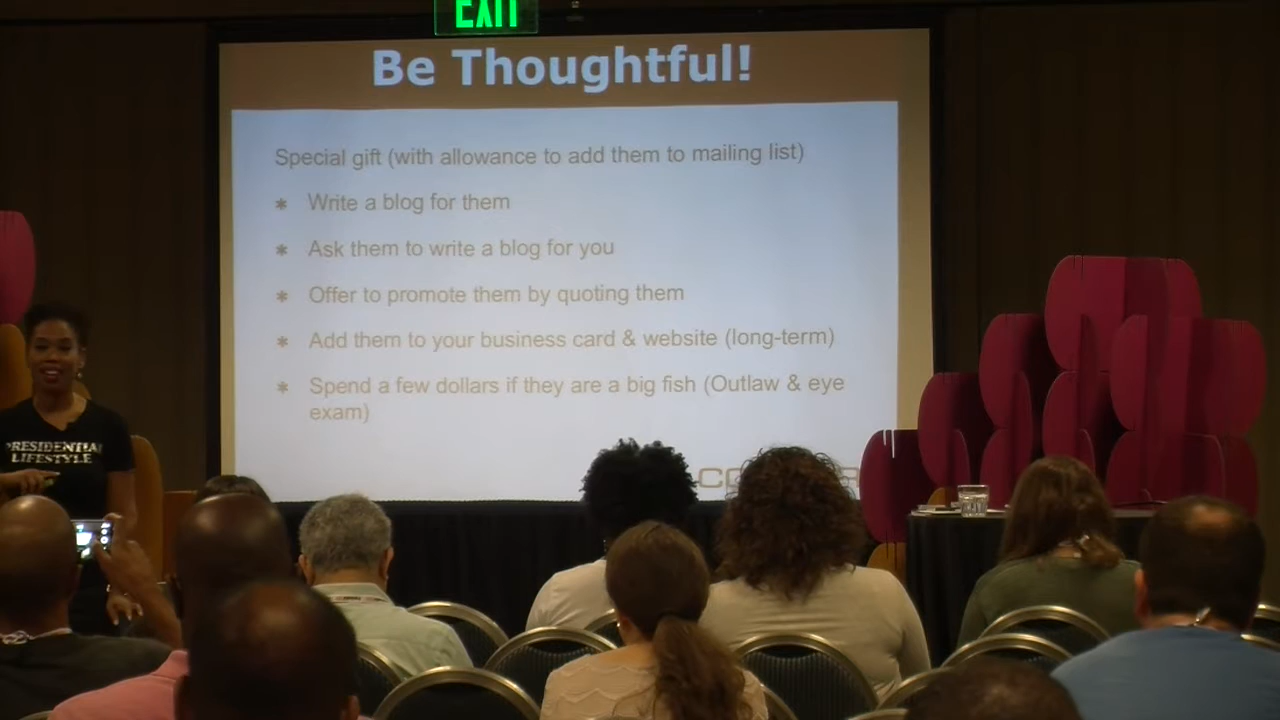 EXIT
Be Thoughtful!
Special gift (with allowance to add them to mailing list)
* Write a blog for them
* Ask them to write a blog for you
* Offer to promote them by quoting them
* Add them to your business card & website (long-term)
* Spend a few dollars if they are a big fish (Outlaw & eye
exam)
PRESIDENTIAL
LIFESTYLE